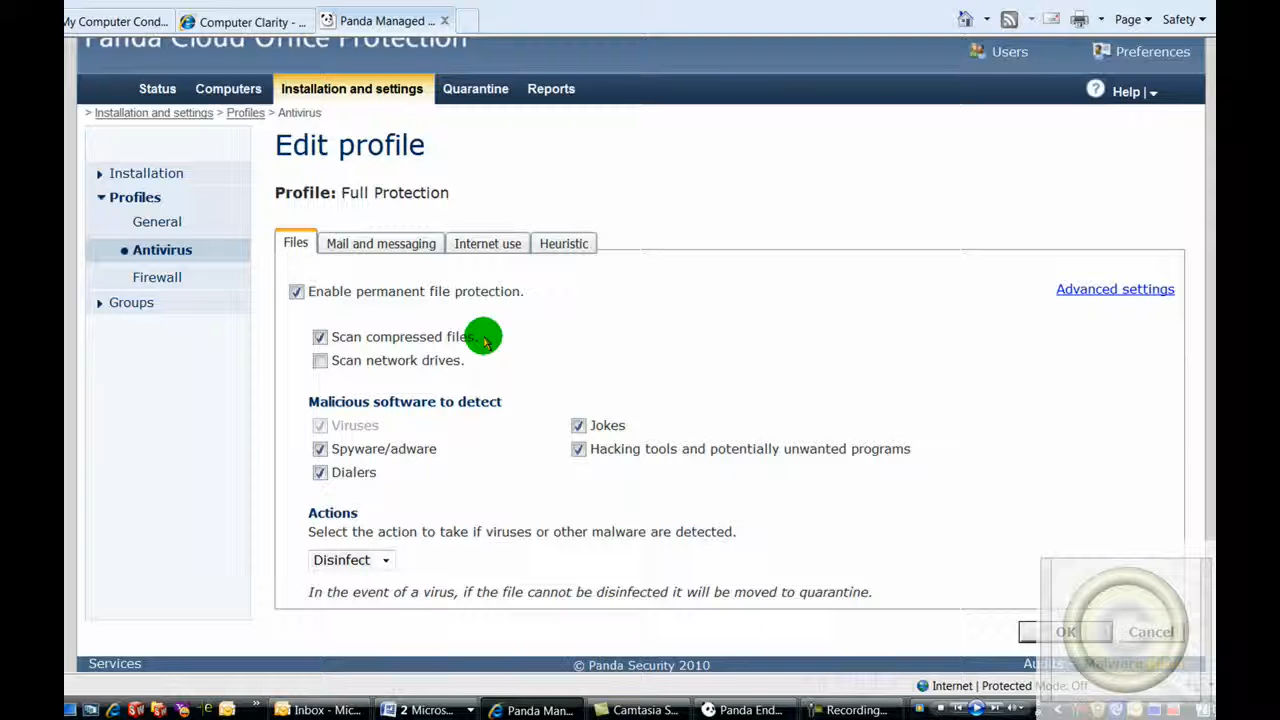 My Computer Cond...
Computer Clarity - ...
Panda Managed ...
Page
Safety
Panda Cloud Office Protection
Users
Preferences
Status
Computers
Installation and settings
Quarantine
Reports
Help |
> Installation and settings > Profiles > Antivirus
Installation
Profiles
General
Antivirus
Firewall
Groups
Edit profile
Profile: Full Protection
Files
Mail and messaging
Internet use
Heuristic
Enable permanent file protection.
Advanced settings
Scan compressed files.
Scan network drives.
Malicious software to detect
Viruses
Jokes
Spyware/adware
Hacking tools and potentially unwanted programs
Dialers
Actions
Select the action to take if viruses or other malware are detected.
Disinfect
In the event of a virus, if the file cannot be disinfected it will be moved to quarantine.
OK
Cancel
Services
© Panda Security 2010
Audits
Malware
Internet | Protected Mode: Off
Inbox - Mic...
2 Micros...
Panda Man...
Camtasia S...
Panda End...
Recording...